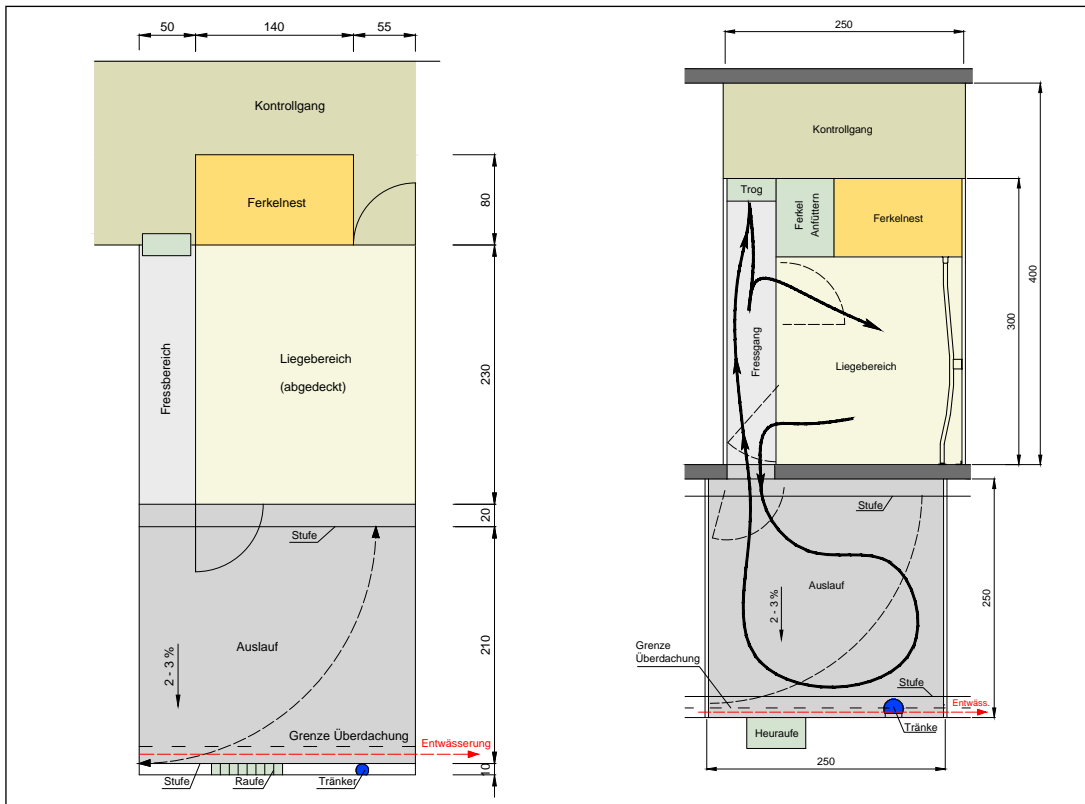 50
140
55
Kontrollgang
Ferkelnest
80
Fressbereich
Liegebereich
(abgedeckt)
230
20
Stufe
Auslauf
210
2 - 3 %
Grenze Überdachung
Entwässerung
Stufe
Raufe
Tränker
10
250
Kontrollgang
Trog
Ferkel
Anfüttern
Ferkelnest
400
300
Fressgang
Liegebereich
Stufe
Auslauf
250
2 - 3 %
Grenze
Überdachung
Stufe
Entwäss.
Tränke
Heuraufe
250